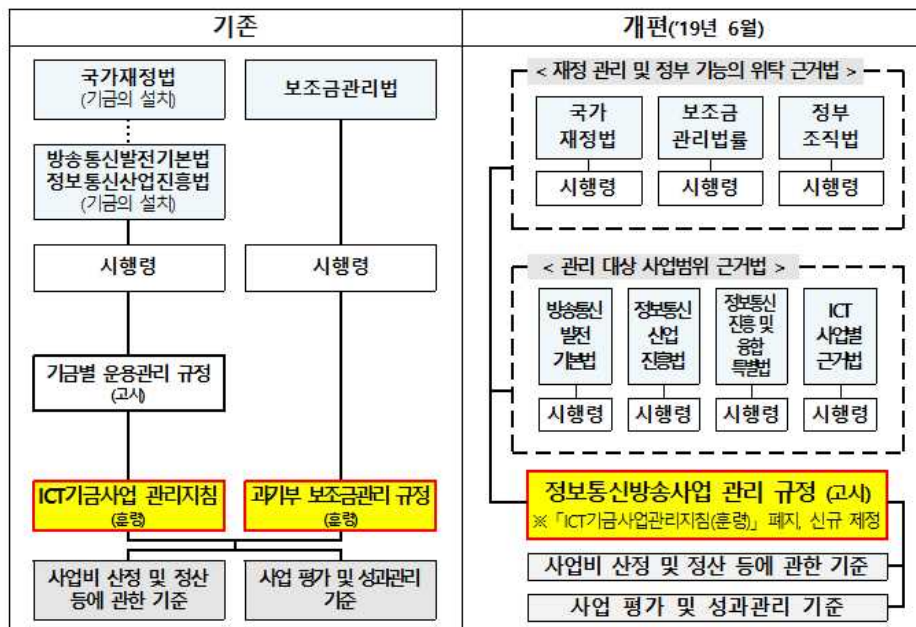 기존
개편('19년 6월)
국가재정법
(기금의 설치)
보조금관리법
방송통신발전기본법
정보통신산업진흥법
(기금의 설치)
시행령
시행령
기금별 운용관리 규정
(고시)
ICT기금사업 관리지침
(훈령)
과기부 보조금관리 규정
(훈령)
사업비 산정 및 정산
등에 관한 기준
사업 평가 및 성과관리
기준
< 재정 관리 및 정부 기능의 위탁 근거법 >
국가
재정법
보조금
관리법률
정부
조직법
시행령
시행령
시행령
< 관리 대상 사업범위 근거법 >
방송통신
발전
기본법
정보통신
산업
진흥법
정보통신
진흥 및
융합
특별법
ICT
사업별
근거법
시행령
시행령
시행령
시행령
정보통신방송사업 관리 규정 (고시)
※「ICT기금사업관리지침(훈령)」 폐지, 신규 제정
사업비 산정 및 정산 등에 관한 기준
사업 평가 및 성과관리 기준